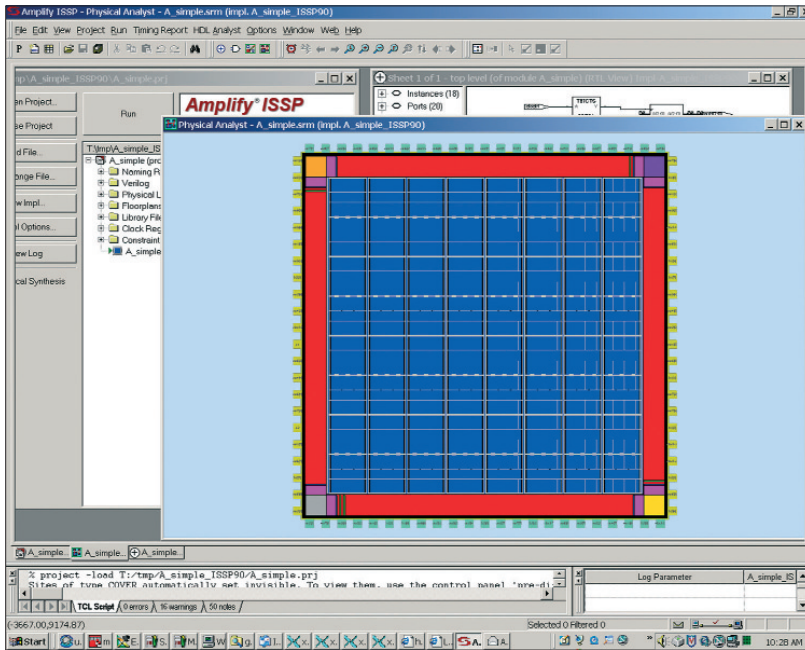 Amplify ISSP - Physical Analyst - A_simple.srm (impl. A_simple_ISSP90)
File Edit View Project Run Timing Report HDL Analyst Options Window Web Help
mp\A_simple_ISSP90\A_simple.prj
Sheet 1 of 1 - top level (of module A_simple) (RTL View)
Instances (18)
Ports (20)
en Project...
Run
Amplify® ISSP
se Project
Physical Analyst - A_simple.srm (impl. A_simple_ISSP90)
d File...
T:\tmp\A_simple_IS
A_simple (pro
Naming R
ange File...
Verilog
Physical L
w Impl...
Floorplans
Library File
l Options...
Clock Reg
Constraint
ew Log
A_simple
cal Synthesis
A_simple... A_simple... A_simple...
% project -load T:/tmp/A_simple_ISSP90/A_simple.prj
Sites of type COVER automatically set invisible. To view them, use the control panel 'pre-di
Log Parameter A_simple_IS
TCL Script 0 errors 16 warnings 50 notes
(-3667.00,9174.87)
Selected 0 Filtered 0
Start u. m E. S. M. W g. I.. X. X. X. X. h. L.. S A. A.
10:28 AM